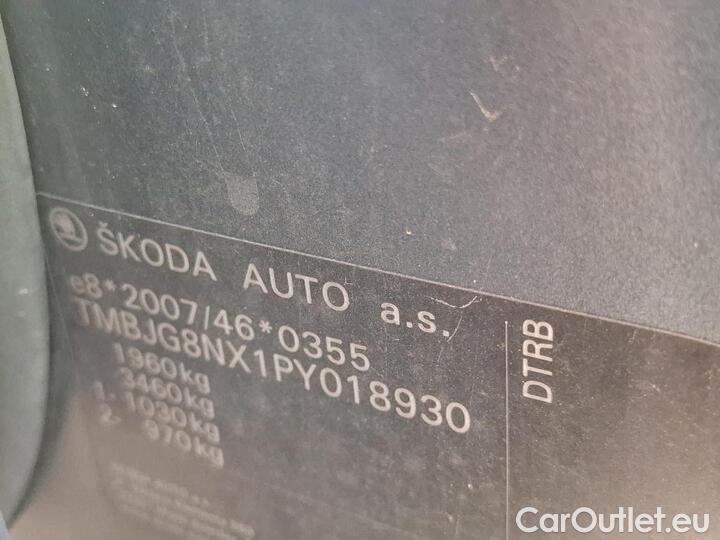 ŠKODA AUTO a.s.
e8*2007/46*0355
TMBJG8NX1PY018930
1960kg
3460kg
1- 1030kg
2- 970kg
DTRB
CarOutlet.eu